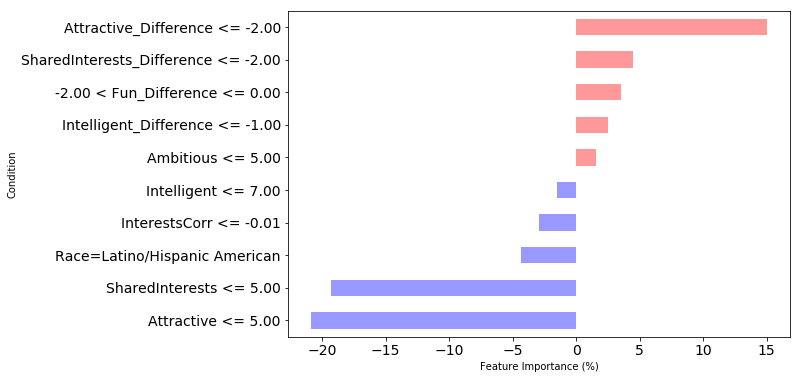 Attractive_Difference <= -2.00
SharedInterests_Difference <= -2.00
-2.00 < Fun_Difference <= 0.00
Intelligent_Difference <= -1.00
Ambitious <= 5.00
Intelligent <= 7.00
InterestsCorr <= -0.01
Race=Latino/Hispanic American
SharedInterests <= 5.00
Attractive <= 5.00
Condition
−20 −15 −10 −5 0 5 10 15
Feature Importance (%)